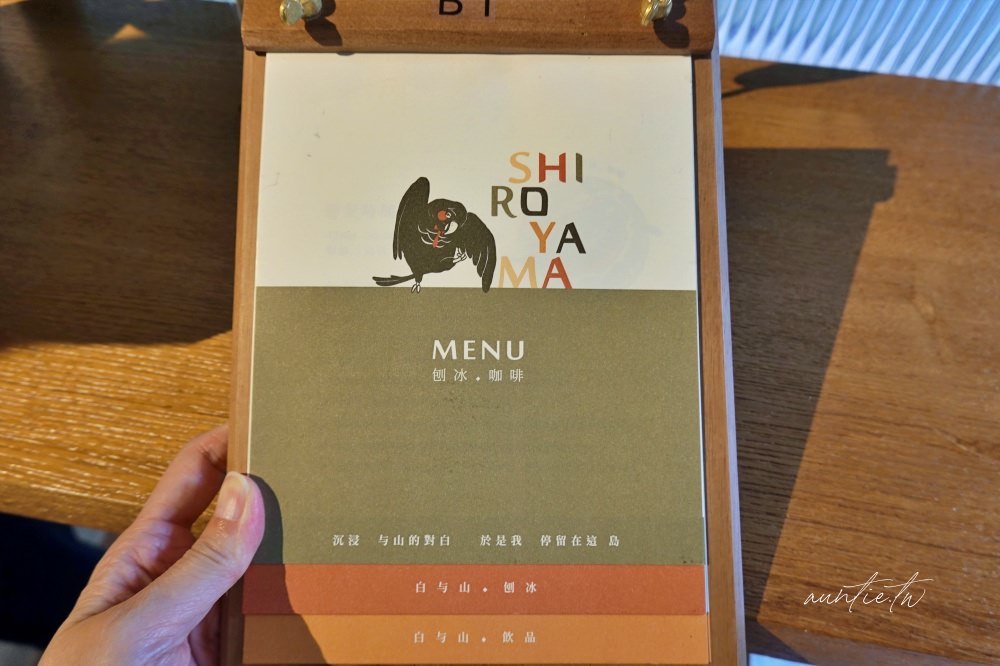 B1
SHI
RO
YA
MA
MENU
刨冰.咖啡
沉浸 与山的對白 於是我 停留在這 島
白与山.刨冰
白与山.飲品
auntie.tw